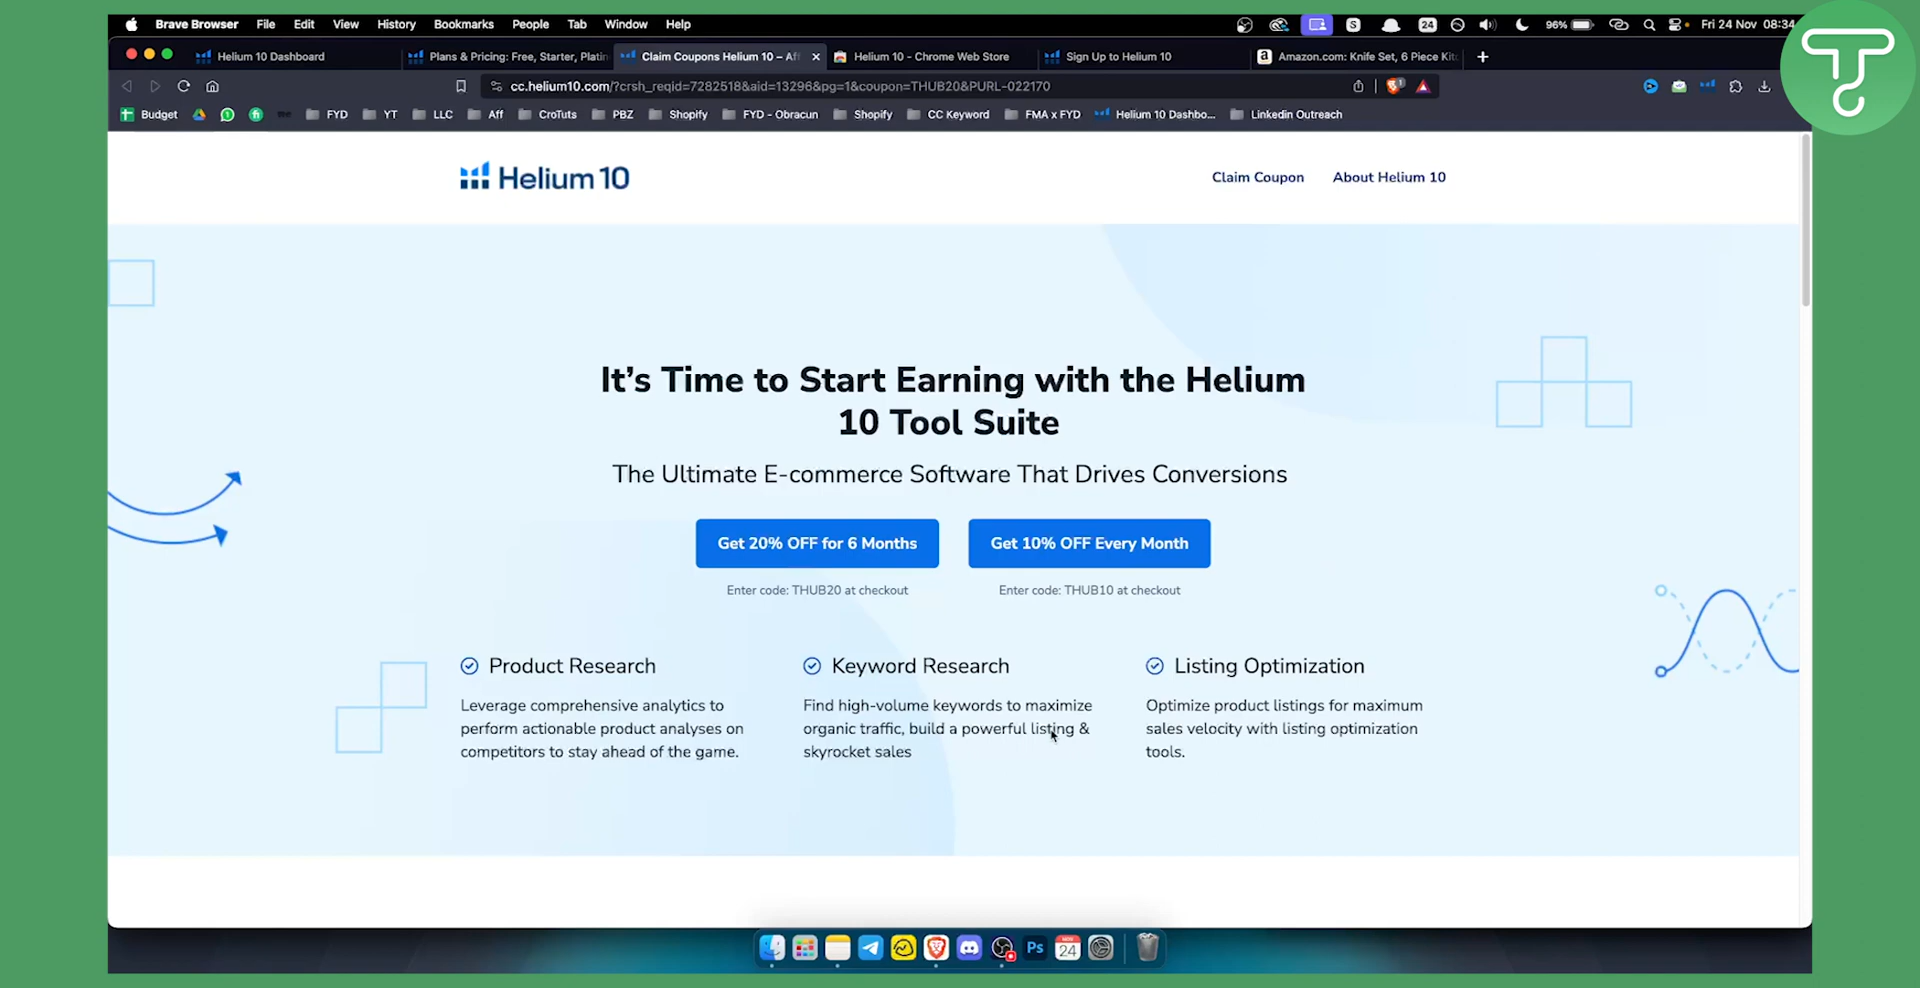 Brave Browser File Edit View History Bookmarks People Tab Window Help 24 96% Fri 24 Nov 08:34
Helium 10 Dashboard Plans & Pricing: Free, Starter, Platin Claim Coupons Helium 10 – Aff Helium 10 - Chrome Web Store Sign Up to Helium 10 Amazon.com: Knife Set, 6 Piece Kitc
cc.helium10.com/?crsh_reqid=7282518&aid=13296&pg=1&coupon=THUB20&PURL-022170
Budget FYD YT LLC Aff CroTuts PBZ Shopify FYD - Obracun Shopify CC Keyword FMA x FYD Helium 10 Dashbo... Linkedin Outreach
Helium 10
Claim Coupon About Helium 10
It's Time to Start Earning with the Helium
10 Tool Suite
The Ultimate E-commerce Software That Drives Conversions
Get 20% OFF for 6 Months Get 10% OFF Every Month
Enter code: THUB20 at checkout Enter code: THUB10 at checkout
Product Research
Leverage comprehensive analytics to
perform actionable product analyses on
competitors to stay ahead of the game.
Keyword Research
Find high-volume keywords to maximize
organic traffic, build a powerful listing &
skyrocket sales
Listing Optimization
Optimize product listings for maximum
sales velocity with listing optimization
tools.
Ps
NOV
24